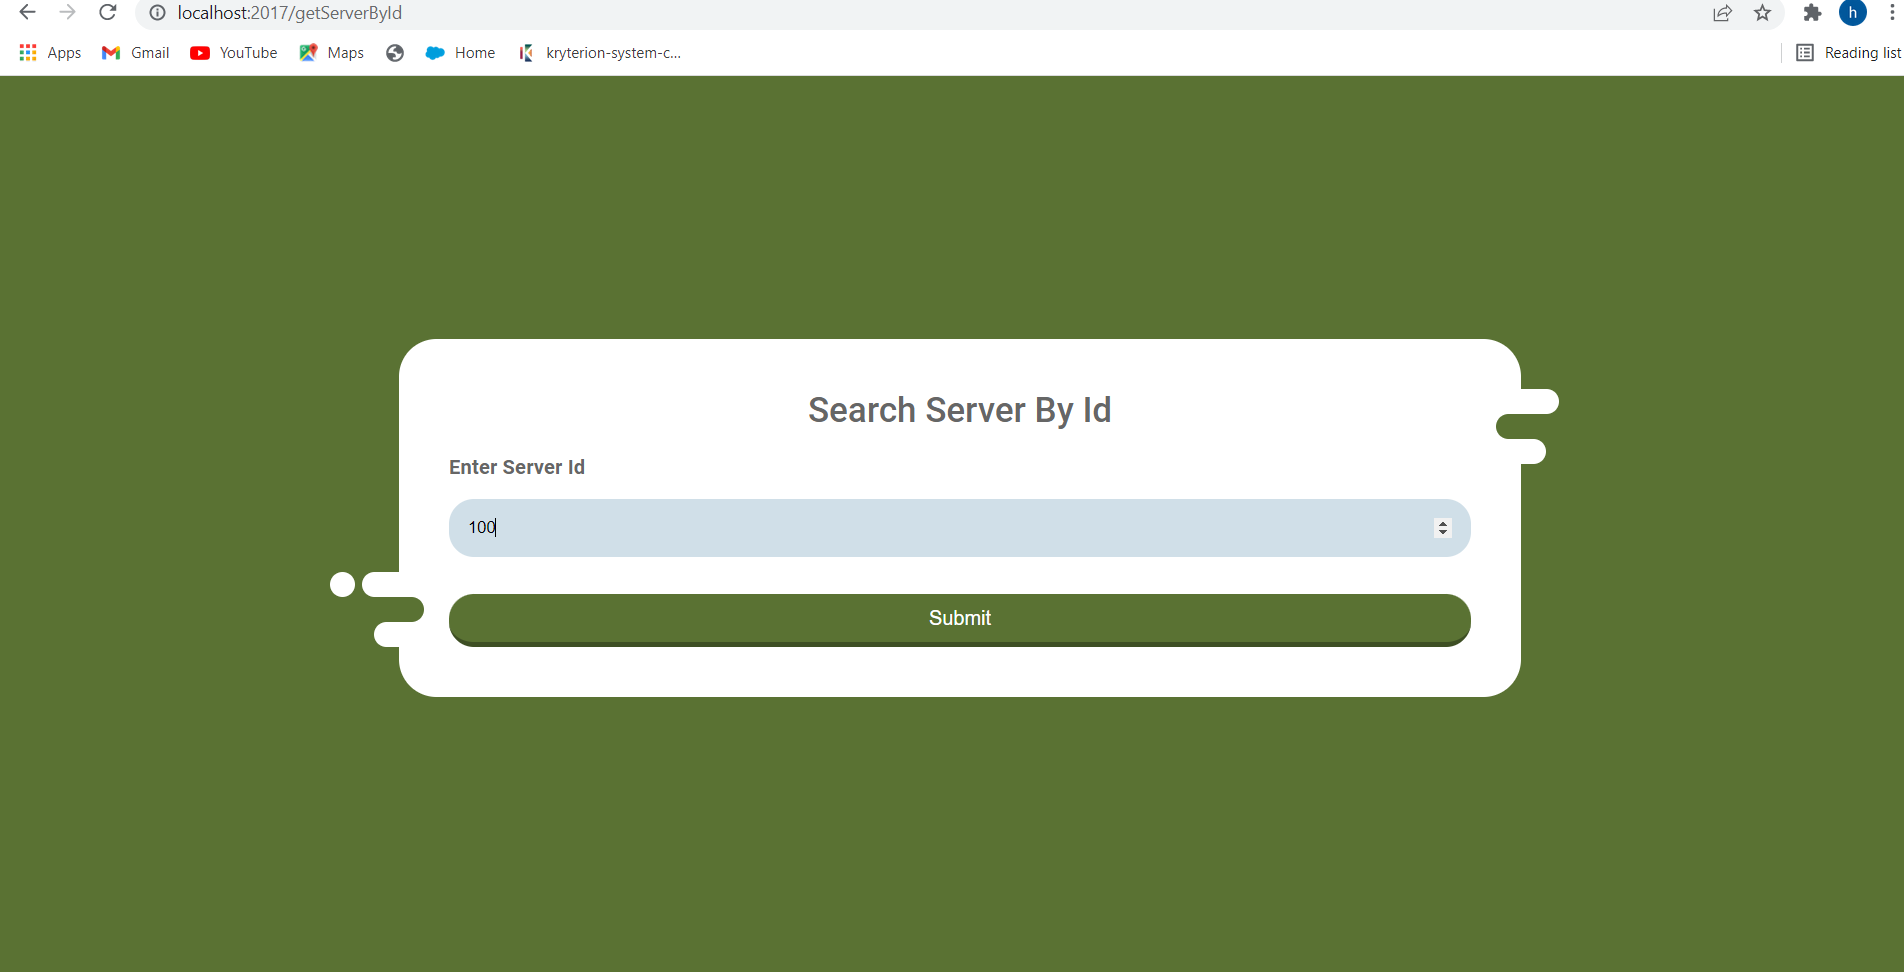 localhost:2017/getServerById
h
Apps Gmail YouTube Maps Home kryterion-system-c... Reading list
Search Server By Id
Enter Server Id
100
Submit